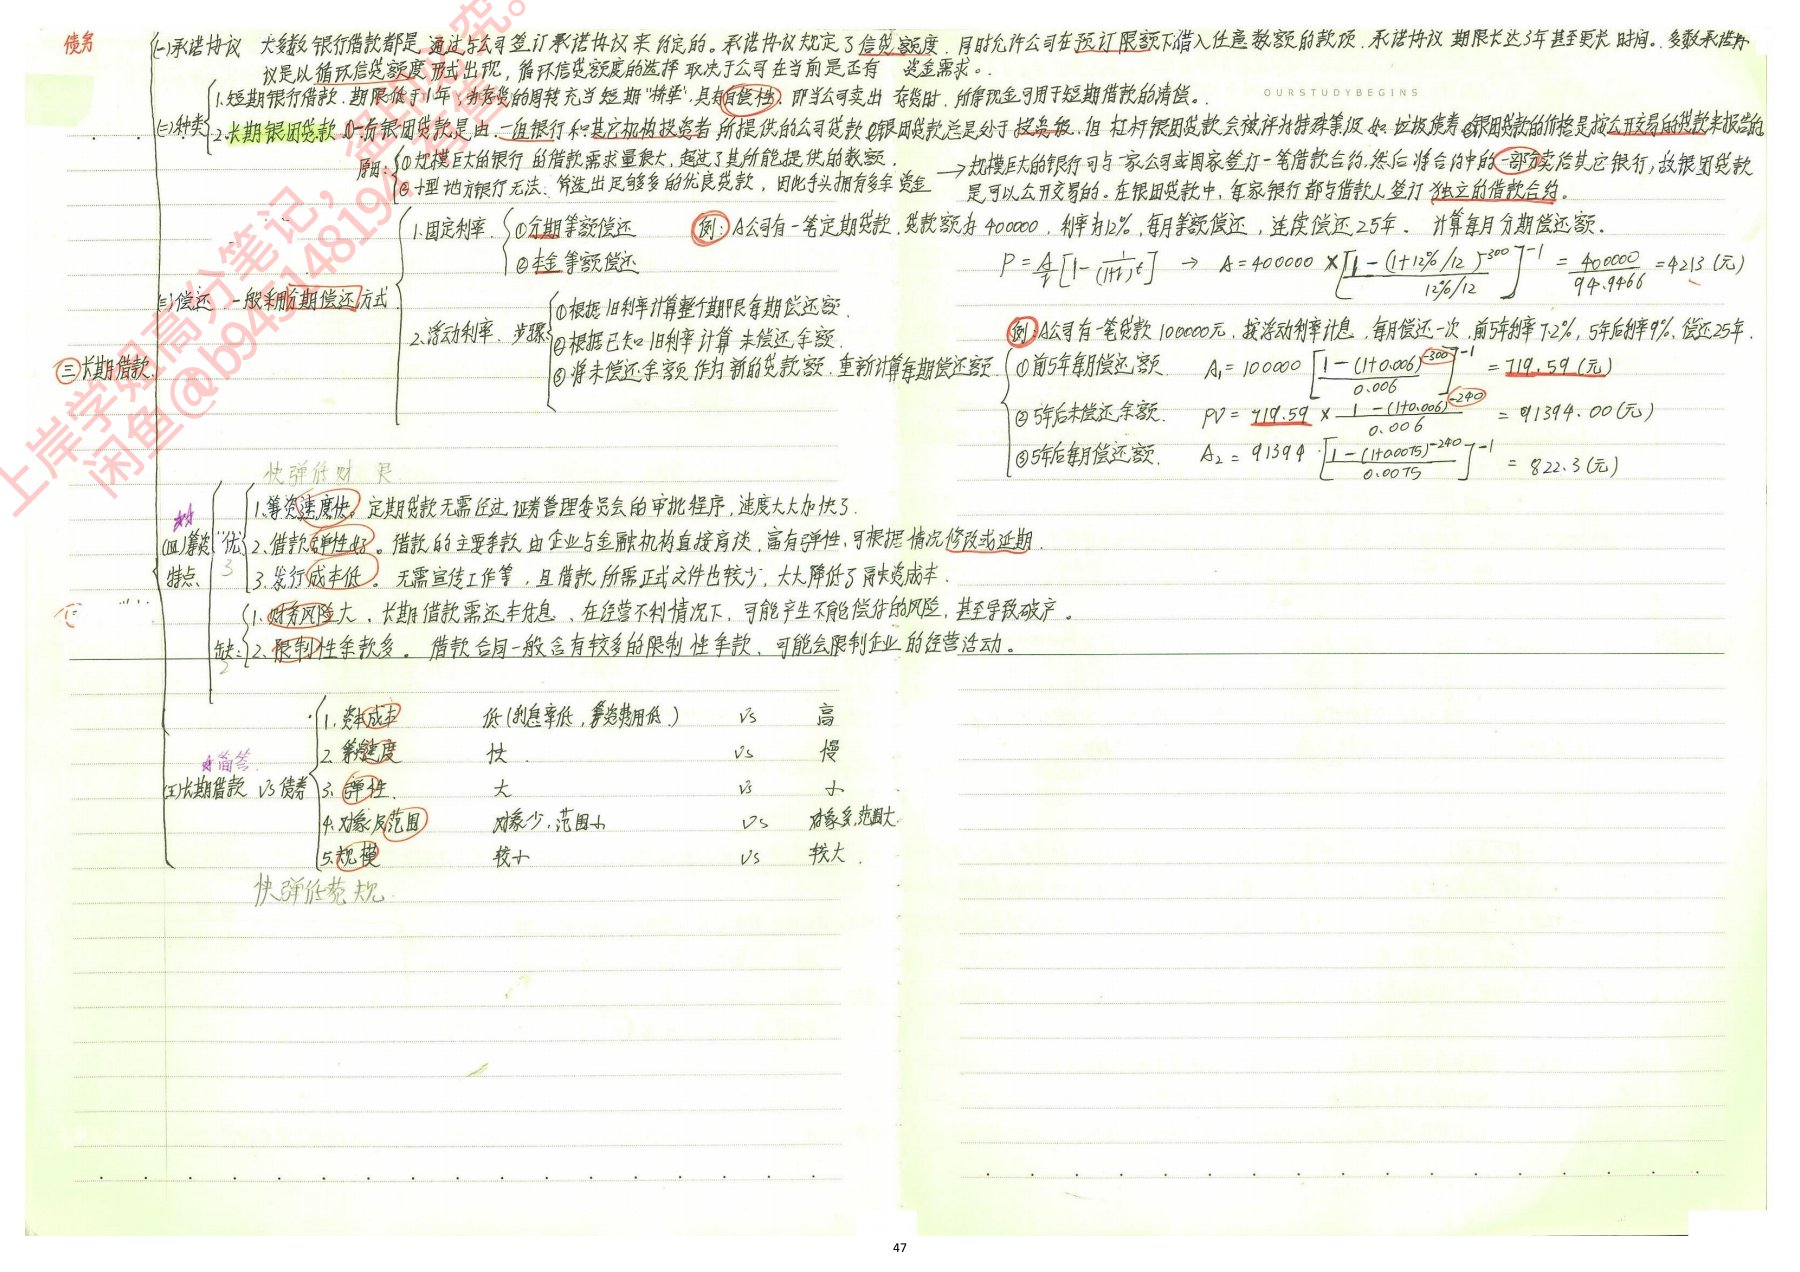 债务
(一)承诺协议 大多数银行借款都是通过与公司签订承诺协议来约定的。承诺协议规定了信贷额度,同时允许公司在预订限额下借入任意数额的款项,承诺协议期限长达3年甚至更长时间。多数承诺协
议是以循环信贷额度形式出现,循环信贷额度的选择取决于公司在当前是否有 资金需求。
OURSTUDYBEGINS
(二)种类
1.短期银行借款.期限低于1年,为存货的周转充当短期"桥梁",具有自偿性,即当公司卖出存货时,所得现金可用于短期借款的清偿。
2.长期银团贷款 ①一份银团贷款是由一组银行和其它机构投资者所提供的公司贷款 ②银团贷款总是处于投资级,但杠杆银团贷款会被评为特殊等级如垃圾债券 ③银团贷款的价格是按公开交易的贷款来报告的
原因:
①规模巨大的银行的借款需求量很大,超过了其所能提供的数额.
②小型地方银行无法筛选出足够多的优良贷款,因此手头拥有多余资金
→规模巨大的银行可与一家公司或国家签订一笔借款合约,然后将合约中的一部分卖给其它银行,故银团贷款
是可以公开交易的。在银团贷款中,每家银行都与借款人签订独立的借款合约。
(三)偿还 一般采用分期偿还方式
1.固定利率.
①分期等额偿还
②本金等额偿还
例:A公司有一笔定期贷款,贷款额为400000,利率为12%,每月等额偿还,连续偿还25年. 计算每月分期偿还额.
P = A/r [1 - 1/(1+r)^t] → A = 400000 × [(1-(1+12%/12)^-300)/(12%/12)]^-1 = 400000/94.9466 = 4213 (元)
2.浮动利率. 步骤
①根据旧利率计算整个期限每期偿还额.
②根据已知旧利率计算未偿还余额.
③将未偿还余额作为新的贷款额.重新计算每期偿还额
例 A公司有一笔贷款100000元,按浮动利率计息,每月偿还一次,前5年利率7.2%,5年后利率9%.偿还25年.
①前5年每月偿还额. A₁ = 100000 [(1-(1+0.006)^-300)/0.006]^-1 = 719.59 (元)
②5年后未偿还余额. PV = 719.59 × (1-(1+0.006)^-240)/0.006 = 91394.00 (元)
③5年后每月偿还额. A₂ = 91394 · [(1-(1+0.0075)^-240)/0.0075]^-1 = 822.3 (元)
三 长期借款
快弹低财 限
(四)筹资特点
优 3
1.筹资速度快。定期贷款无需经过证券管理委员会的审批程序,速度大大加快了.
2.借款弹性好。借款的主要条款由企业与金融机构直接商谈,富有弹性,可根据情况修改或延期.
3.发行成本低。无需宣传工作等,且借款所需正式文件也较少,大大降低了融资成本.
缺: 2
1.财务风险大、长期借款需还本付息、在经营不利情况下,可能产生不能偿付的风险,甚至导致破产。
2.限制性条款多。借款合同一般含有较多的限制性条款,可能会限制企业的经营活动。
简答
(五)长期借款 VS 债券
1.资本成本 低(利息率低,筹资费用低) VS 高
2.筹资速度 快 VS 慢
3.弹性. 大 VS 小
4.对象及范围 对象少,范围小 VS 对象多,范围大
5.规模 较小 VS 较大
快弹低范规
上岸学姐高分笔记,
闲鱼@b94514819
盗印必究。
47